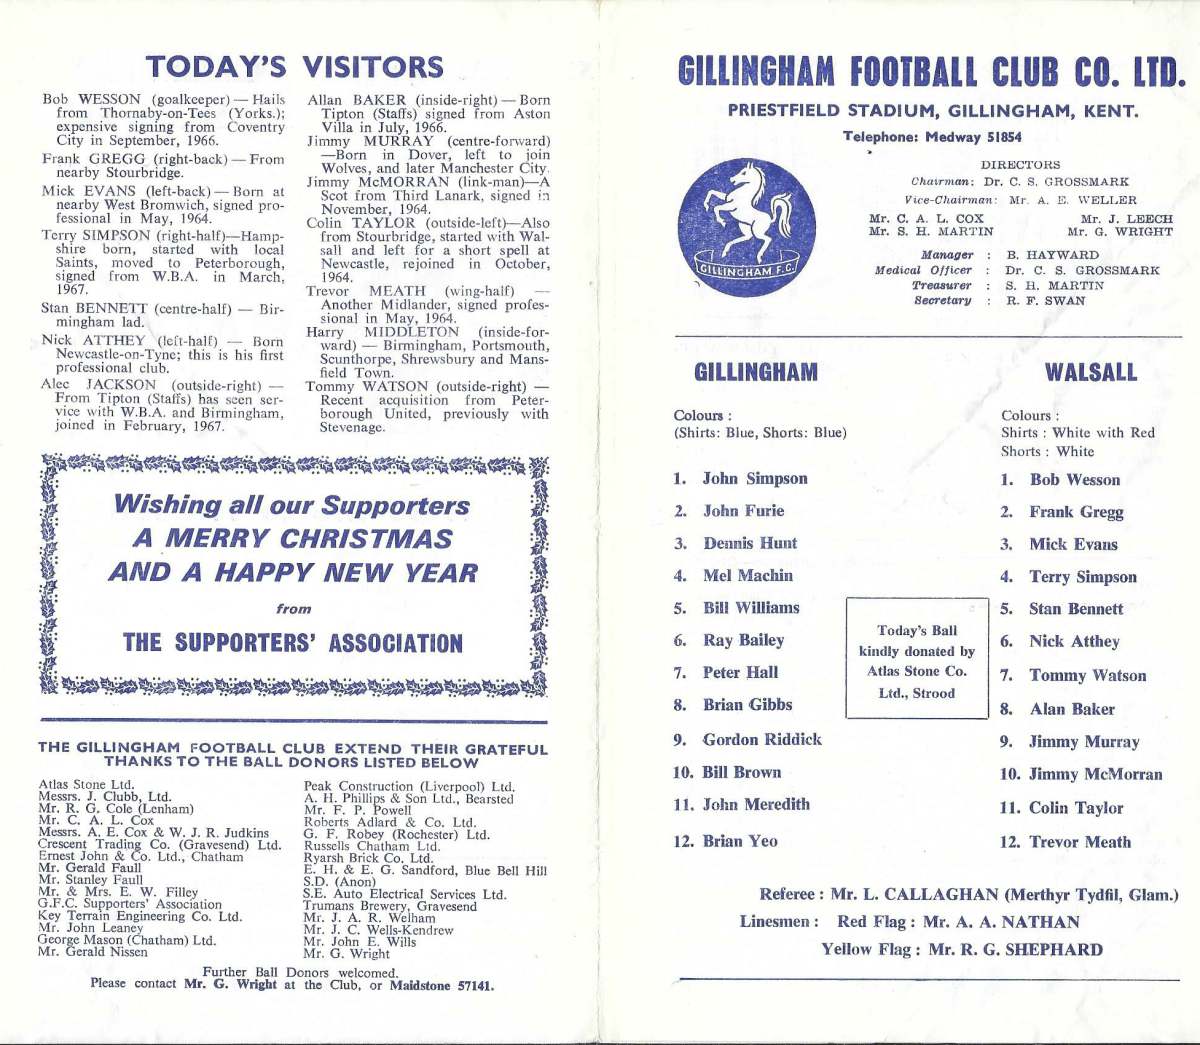 TODAY'S VISITORS
Bob WESSON (goalkeeper) — Hails
from Thornaby-on-Tees (Yorks.);
expensive signing from Coventry
City in September, 1966.
Frank GREGG (right-back) — From
nearby Stourbridge.
Mick EVANS (left-back) — Born at
nearby West Bromwich, signed pro-
fessional in May, 1964.
Terry SIMPSON (right-half)—Hamp-
shire born, started with local
Saints, moved to Peterborough,
signed from W.B.A. in March,
1967.
Stan BENNETT (centre-half) — Bir-
mingham lad.
Nick ATTHEY (left-half) — Born
Newcastle-on-Tyne; this is his first
professional club.
Alec JACKSON (outside-right) —
From Tipton (Staffs) has seen ser-
vice with W.B.A. and Birmingham,
joined in February, 1967.
Allan BAKER (inside-right) — Born
Tipton (Staffs) signed from Aston
Villa in July, 1966.
Jimmy MURRAY (centre-forward)
—Born in Dover, left to join
Wolves, and later Manchester City.
Jimmy McMORRAN (link-man)—A
Scot from Third Lanark, signed in
November, 1964.
Colin TAYLOR (outside-left)—Also
from Stourbridge, started with Wal-
sall and left for a short spell at
Newcastle, rejoined in October,
1964.
Trevor MEATH (wing-half) —
Another Midlander, signed profes-
sional in May, 1964.
Harry MIDDLETON (inside-for-
ward) — Birmingham, Portsmouth,
Scunthorpe, Shrewsbury and Mans-
field Town.
Tommy WATSON (outside-right) —
Recent acquisition from Peter-
borough United, previously with
Stevenage.
Wishing all our Supporters
A MERRY CHRISTMAS
AND A HAPPY NEW YEAR
from
THE SUPPORTERS' ASSOCIATION
THE GILLINGHAM FOOTBALL CLUB EXTEND THEIR GRATEFUL
THANKS TO THE BALL DONORS LISTED BELOW
Atlas Stone Ltd.
Messrs. J. Clubb, Ltd.
Mr. R. G. Cole (Lenham)
Mr. C. A. L. Cox
Messrs. A. E. Cox & W. J. R. Judkins
Crescent Trading Co. (Gravesend) Ltd.
Ernest John & Co. Ltd., Chatham
Mr. Gerald Faull
Mr. Stanley Faull
Mr. & Mrs. E. W. Filley
G.F.C. Supporters' Association
Key Terrain Engineering Co. Ltd.
Mr. John Leaney
George Mason (Chatham) Ltd.
Mr. Gerald Nissen
Peak Construction (Liverpool) Ltd.
A. H. Phillips & Son Ltd., Bearsted
Mr. F. P. Powell
Roberts Adlard & Co. Ltd.
G. F. Robey (Rochester) Ltd.
Russells Chatham Ltd.
Ryarsh Brick Co. Ltd.
E. H. & E. G. Sandford, Blue Bell Hill
S.D. (Anon)
S.E. Auto Electrical Services Ltd.
Trumans Brewery, Gravesend
Mr. J. A. R. Welham
Mr. J. C. Wells-Kendrew
Mr. John E. Wills
Mr. G. Wright
Further Ball Donors welcomed.
Please contact Mr. G. Wright at the Club, or Maidstone 57141.
GILLINGHAM FOOTBALL CLUB CO. LTD.
PRIESTFIELD STADIUM, GILLINGHAM, KENT.
Telephone: Medway 51854
GILLINGHAM F.C.
DIRECTORS
Chairman: Dr. C. S. GROSSMARK
Vice-Chairman: Mr. A. E. WELLER
Mr. C. A. L. COX Mr. J. LEECH
Mr. S. H. MARTIN Mr. G. WRIGHT
Manager : B. HAYWARD
Medical Officer : Dr. C. S. GROSSMARK
Treasurer : S. H. MARTIN
Secretary : R. F. SWAN
GILLINGHAM
Colours :
(Shirts: Blue, Shorts: Blue)
1. John Simpson
2. John Furie
3. Dennis Hunt
4. Mel Machin
5. Bill Williams
6. Ray Bailey
7. Peter Hall
8. Brian Gibbs
9. Gordon Riddick
10. Bill Brown
11. John Meredith
12. Brian Yeo
Today's Ball
kindly donated by
Atlas Stone Co.
Ltd., Strood
WALSALL
Colours :
Shirts : White with Red
Shorts : White
1. Bob Wesson
2. Frank Gregg
3. Mick Evans
4. Terry Simpson
5. Stan Bennett
6. Nick Atthey
7. Tommy Watson
8. Alan Baker
9. Jimmy Murray
10. Jimmy McMorran
11. Colin Taylor
12. Trevor Meath
Referee : Mr. L. CALLAGHAN (Merthyr Tydfil, Glam.)
Linesmen : Red Flag : Mr. A. A. NATHAN
Yellow Flag : Mr. R. G. SHEPHARD